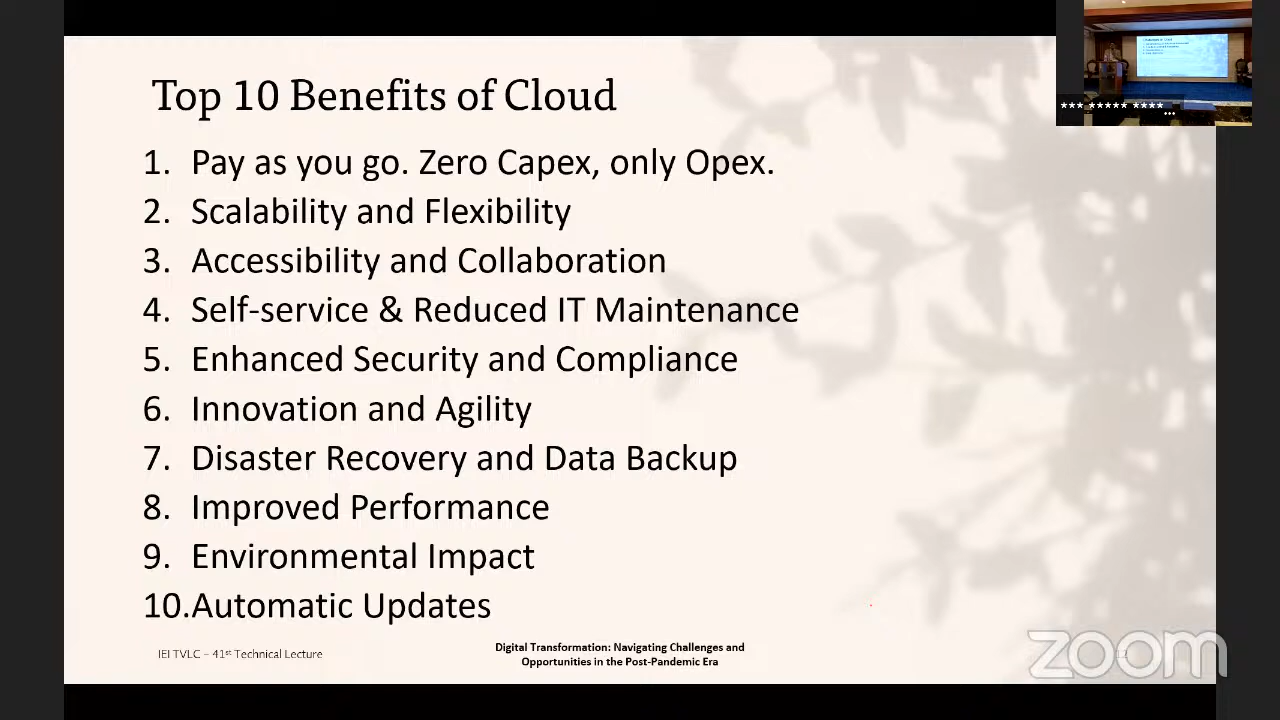 Top 10 Benefits of Cloud
1. Pay as you go. Zero Capex, only Opex.
2. Scalability and Flexibility
3. Accessibility and Collaboration
4. Self-service & Reduced IT Maintenance
5. Enhanced Security and Compliance
6. Innovation and Agility
7. Disaster Recovery and Data Backup
8. Improved Performance
9. Environmental Impact
10.Automatic Updates
*** ***** ****...
IEI TVLC – 41st Technical Lecture
Digital Transformation: Navigating Challenges and
Opportunities in the Post-Pandemic Era
zoom